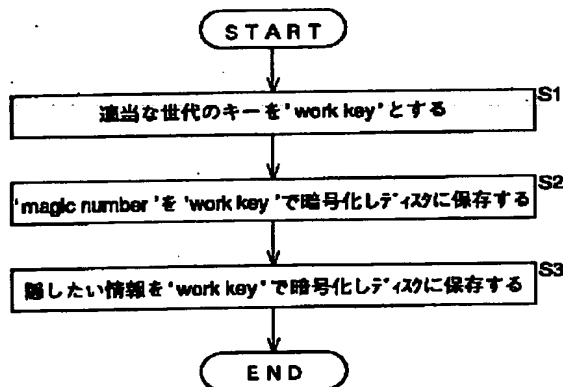 START
S1
適当な世代のキーを'work key'とする
S2
'magic number'を'work key'で暗号化しディスクに保存する
S3
隠したい情報を'work key'で暗号化しディスクに保存する
END